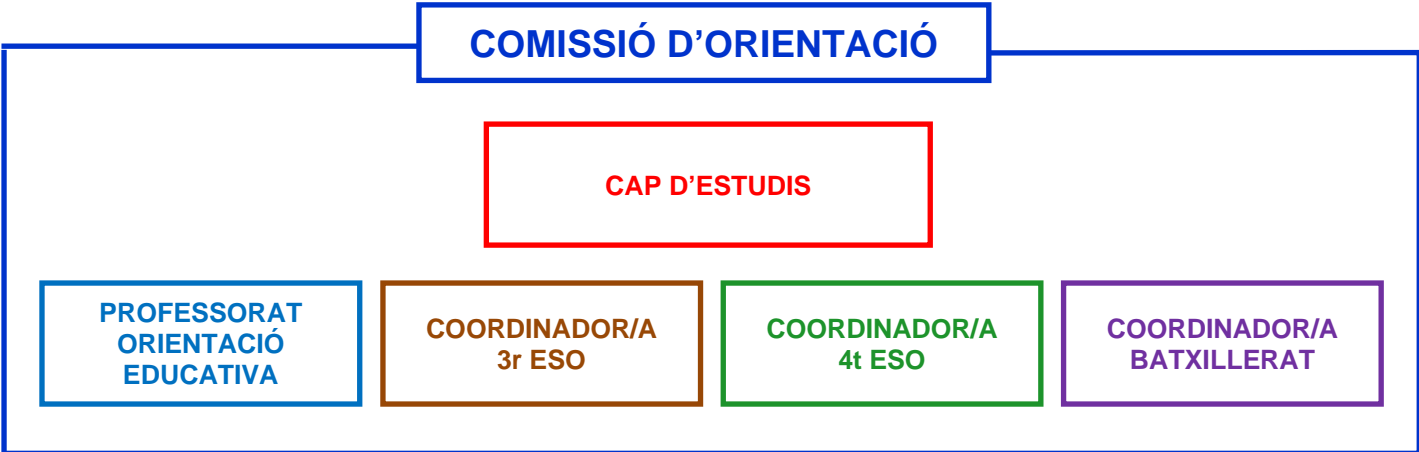 COMISSIÓ D’ORIENTACIÓ
CAP D’ESTUDIS
PROFESSORAT
ORIENTACIÓ
EDUCATIVA
COORDINADOR/A
3r ESO
COORDINADOR/A
4t ESO
COORDINADOR/A
BATXILLERAT